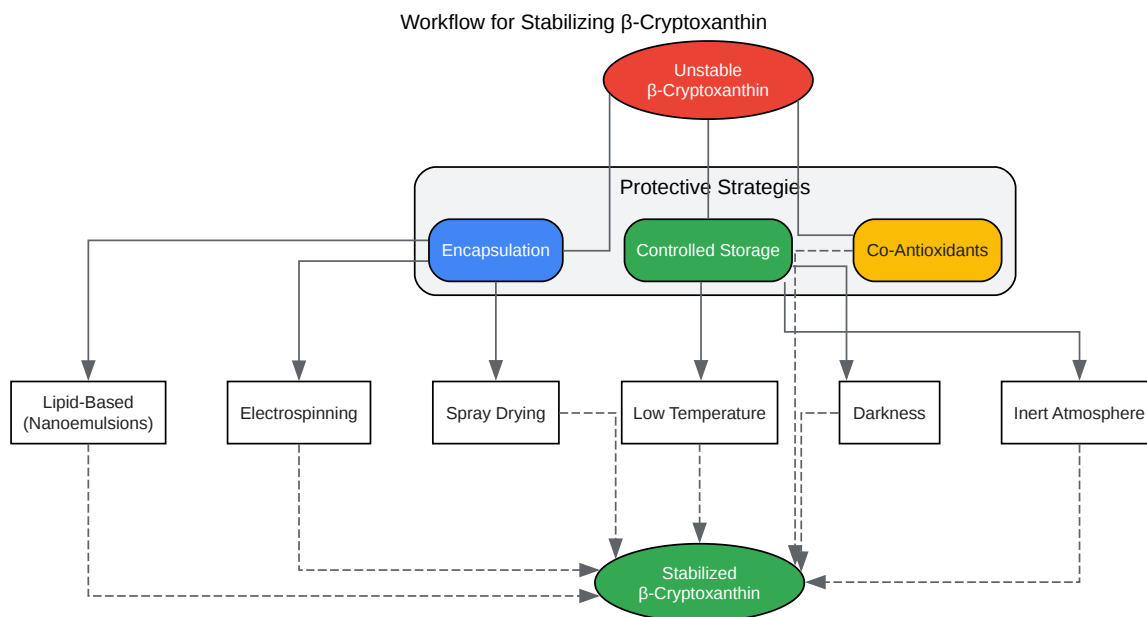 Workflow for Stabilizing β-Cryptoxanthin
Unstable
β-Cryptoxanthin
Protective Strategies
Encapsulation
Controlled Storage
Co-Antioxidants
Lipid-Based
(Nanoemulsions)
Electrospinning
Spray Drying
Low Temperature
Darkness
Inert Atmosphere
Stabilized
β-Cryptoxanthin